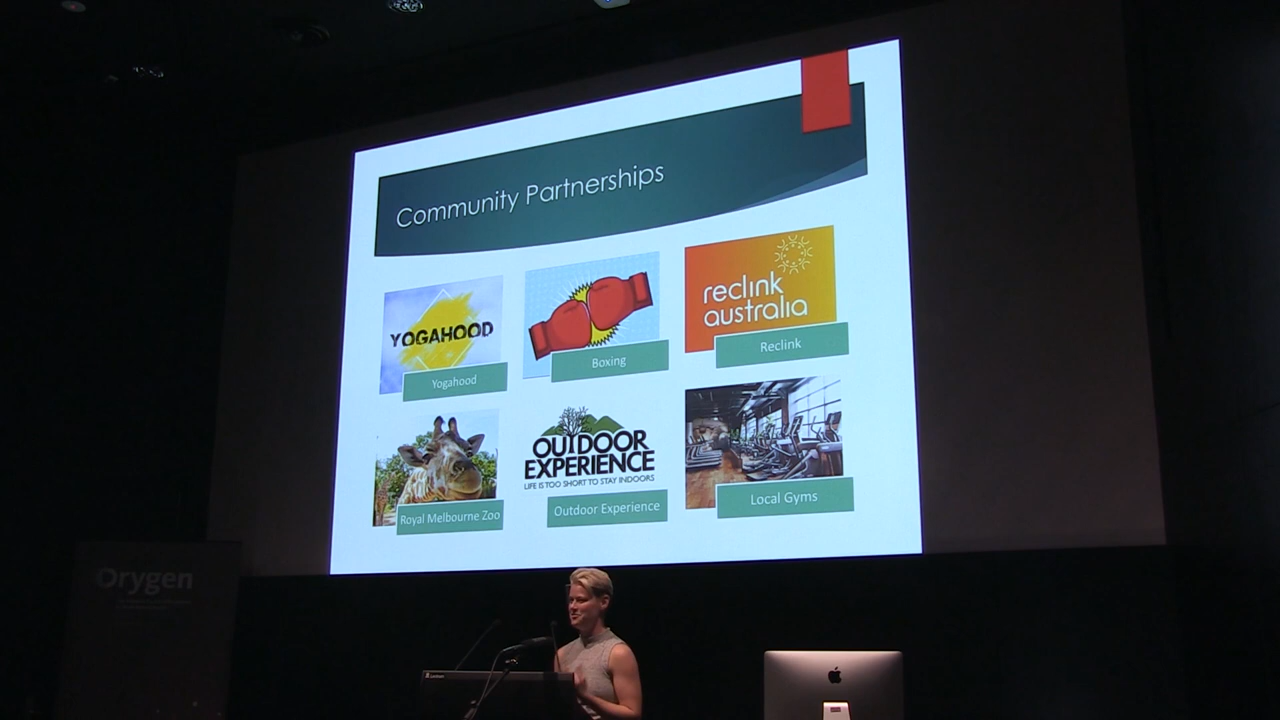 Community Partnerships
YOGAHOOD
Yogahood
Boxing
reclink
australia
Reclink
Royal Melbourne Zoo
OUTDOOR
EXPERIENCE
LIFE IS TOO SHORT TO STAY INDOORS
Outdoor Experience
Local Gyms
Orygen